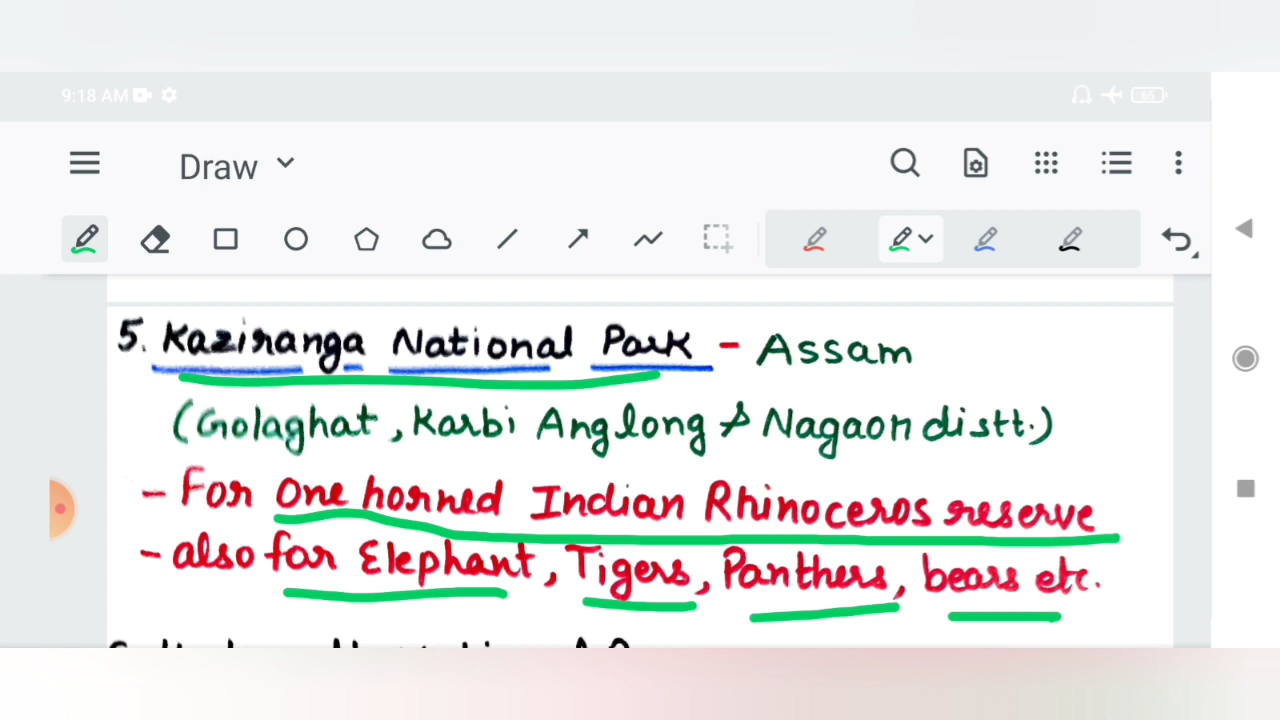 9:18 AM
65
Draw
5. Kaziranga National Park - Assam
(Golaghat, Karbi Anglong & Nagaon distt.)
- For One horned Indian Rhinoceros reserve
- also for Elephant, Tigers, Panthers, bears etc.